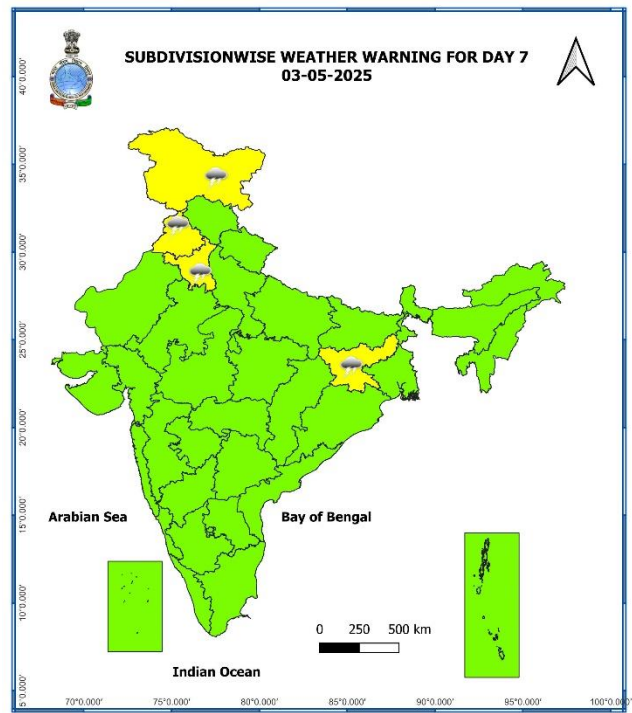 SUBDIVISIONWISE WEATHER WARNING FOR DAY 7
03-05-2025
40°0.000'
35°0.000'
30°0.000'
25°0.000'
20°0.000'
15°0.000'
10°0.000'
5°0.000'
Arabian Sea
Bay of Bengal
0 250 500 km
Indian Ocean
70°0.000' 75°0.000' 80°0.000' 85°0.000' 90°0.000' 95°0.000' 100°0.000'